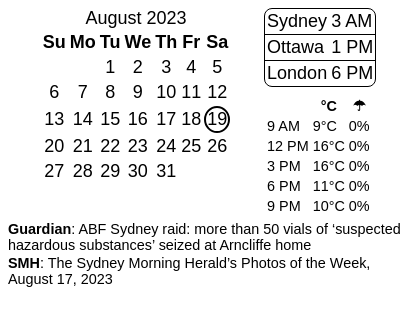 August 2023
Su Mo Tu We Th Fr Sa
1 2 3 4 5
6 7 8 9 10 11 12
13 14 15 16 17 18 19
20 21 22 23 24 25 26
27 28 29 30 31
Sydney 3 AM
Ottawa 1 PM
London 6 PM
°C ☂
9 AM 9°C 0%
12 PM 16°C 0%
3 PM 16°C 0%
6 PM 11°C 0%
9 PM 10°C 0%
Guardian: ABF Sydney raid: more than 50 vials of ‘suspected
hazardous substances’ seized at Arncliffe home
SMH: The Sydney Morning Herald’s Photos of the Week,
August 17, 2023